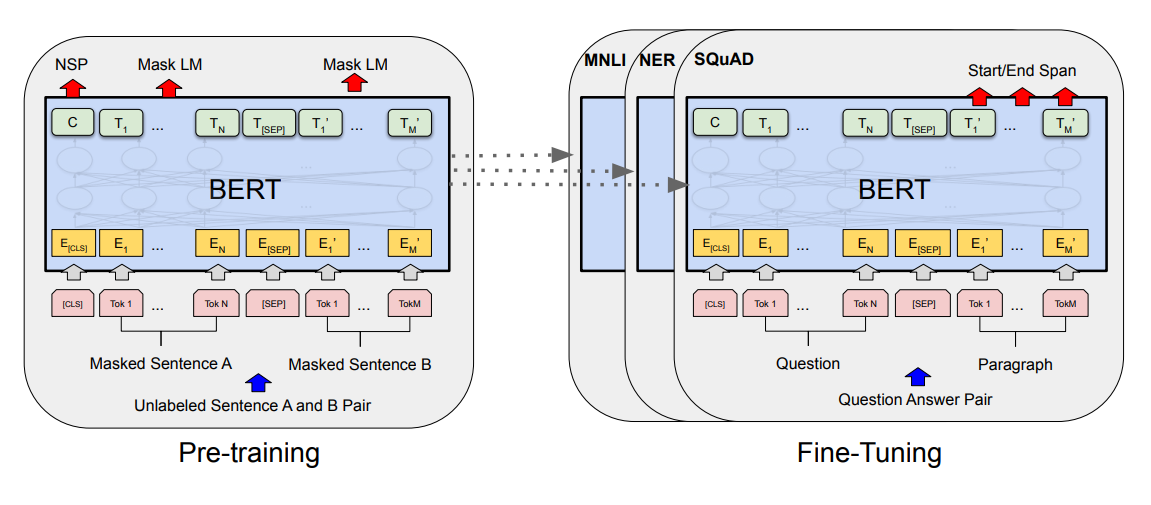 NSP Mask LM Mask LM
C T1 ... TN T[SEP] T1' ... TM'
...
BERT
...
E[CLS] E1 ... EN E[SEP] E1' ... EM'
[CLS] Tok 1 ... Tok N [SEP] Tok 1 ... TokM
Masked Sentence A Masked Sentence B
Unlabeled Sentence A and B Pair
Pre-training
MNLI NER SQuAD
Start/End Span
C T1 ... TN T[SEP] T1' ... TM'
...
BERT
...
E[CLS] E1 ... EN E[SEP] E1' ... EM'
[CLS] Tok 1 ... Tok N [SEP] Tok 1 ... TokM
Question Paragraph
Question Answer Pair
Fine-Tuning